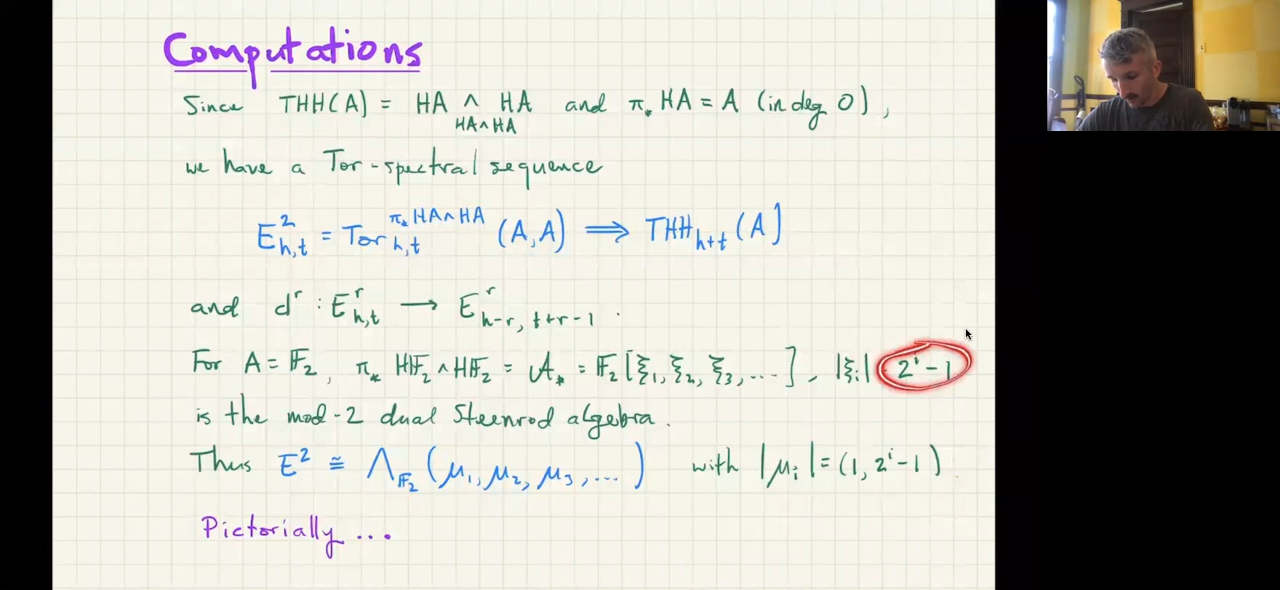 Computations
Since THH(A) = HA ∧_{HA∧HA} HA and π_* HA = A (in deg 0),
we have a Tor-spectral sequence
E^2_{h,t} = Tor^{π_* HA∧HA}_{h,t} (A, A) ⟹ THH_{h+t}(A)
and d^r : E^r_{h,t} ⟶ E^r_{h-r, t+r-1}.
For A = 𝔽_2, π_* H𝔽_2 ∧ H𝔽_2 = 𝒜_* = 𝔽_2[ξ_1, ξ_2, ξ_3, ...], |ξ_i| 2^i - 1
is the mod-2 dual Steenrod algebra.
Thus E^2 ≅ Λ_{𝔽_2}(μ_1, μ_2, μ_3, ...) with |μ_i| = (1, 2^i - 1)
Pictorially ...